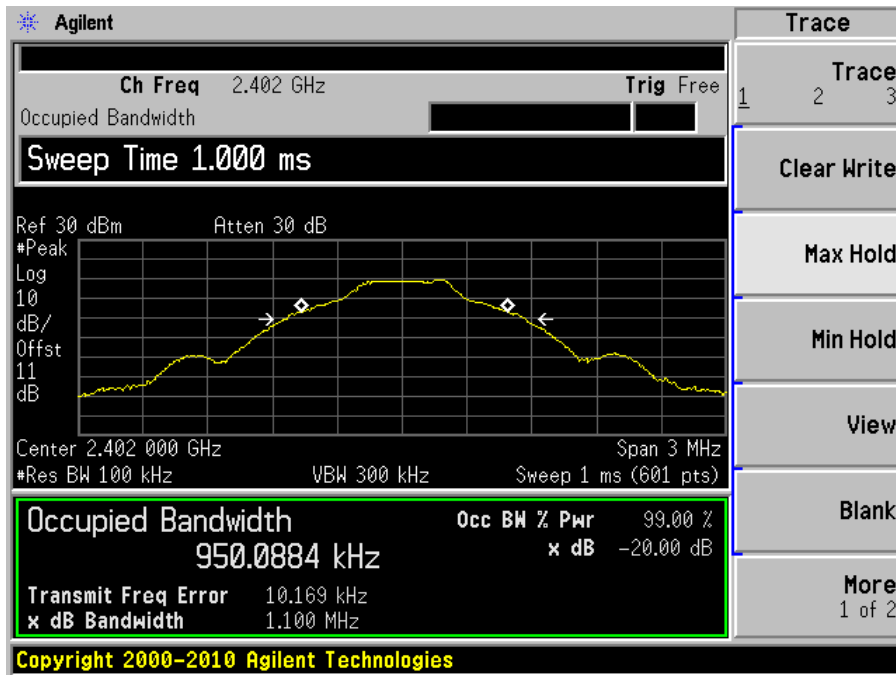 Agilent
Trace
Ch Freq 2.402 GHz Trig Free
Occupied Bandwidth
Trace
1 2 3
Sweep Time 1.000 ms
Clear Write
Ref 30 dBm Atten 30 dB
#Peak
Log
10
dB/
Offst
11
dB
Max Hold
Min Hold
View
Center 2.402 000 GHz Span 3 MHz
#Res BW 100 kHz VBW 300 kHz Sweep 1 ms (601 pts)
Blank
Occupied Bandwidth Occ BW % Pwr 99.00 %
950.0884 kHz x dB -20.00 dB
Transmit Freq Error 10.169 kHz
x dB Bandwidth 1.100 MHz
More
1 of 2
Copyright 2000-2010 Agilent Technologies